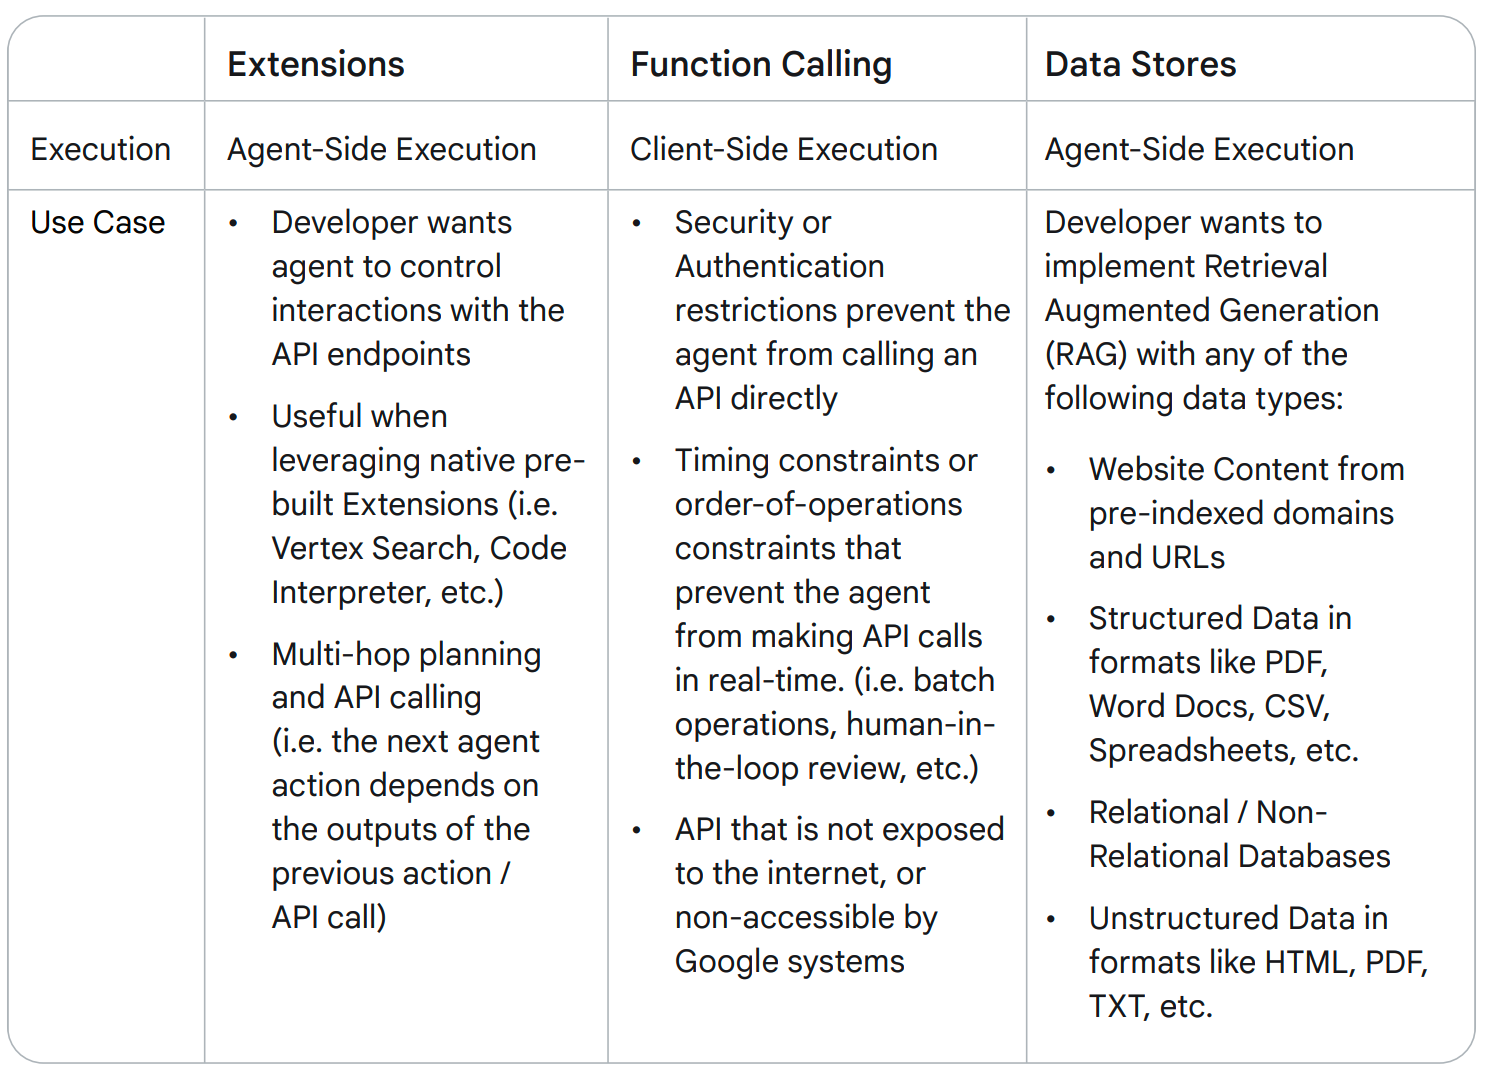 Extensions
Function Calling
Data Stores
Execution
Agent-Side Execution
Client-Side Execution
Agent-Side Execution
Use Case
• Developer wants
agent to control
interactions with the
API endpoints
• Useful when
leveraging native pre-
built Extensions (i.e.
Vertex Search, Code
Interpreter, etc.)
• Multi-hop planning
and API calling
(i.e. the next agent
action depends on
the outputs of the
previous action /
API call)
• Security or
Authentication
restrictions prevent the
agent from calling an
API directly
• Timing constraints or
order-of-operations
constraints that
prevent the agent
from making API calls
in real-time. (i.e. batch
operations, human-in-
the-loop review, etc.)
• API that is not exposed
to the internet, or
non-accessible by
Google systems
Developer wants to
implement Retrieval
Augmented Generation
(RAG) with any of the
following data types:
• Website Content from
pre-indexed domains
and URLs
• Structured Data in
formats like PDF,
Word Docs, CSV,
Spreadsheets, etc.
• Relational / Non-
Relational Databases
• Unstructured Data in
formats like HTML, PDF,
TXT, etc.